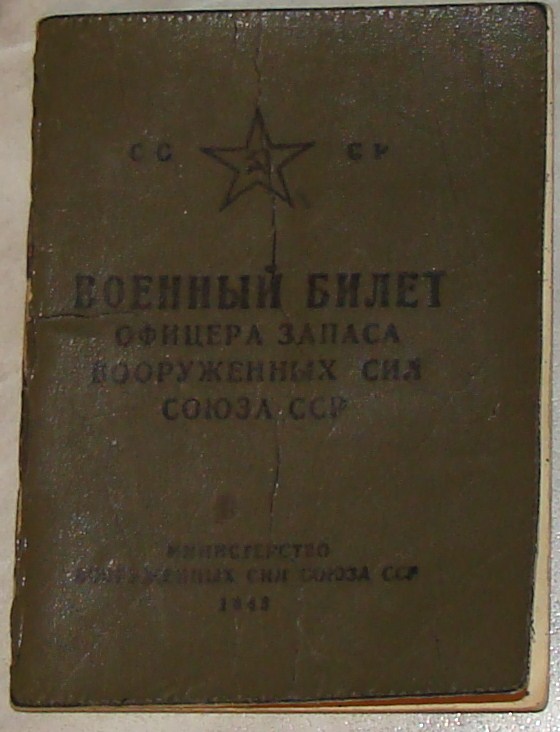 СС СР
ВОЕННЫЙ БИЛЕТ
ОФИЦЕРА ЗАПАСА
ВООРУЖЕННЫХ СИЛ
СОЮЗА ССР
МИНИСТЕРСТВО
ВООРУЖЕННЫХ СИЛ СОЮЗА ССР